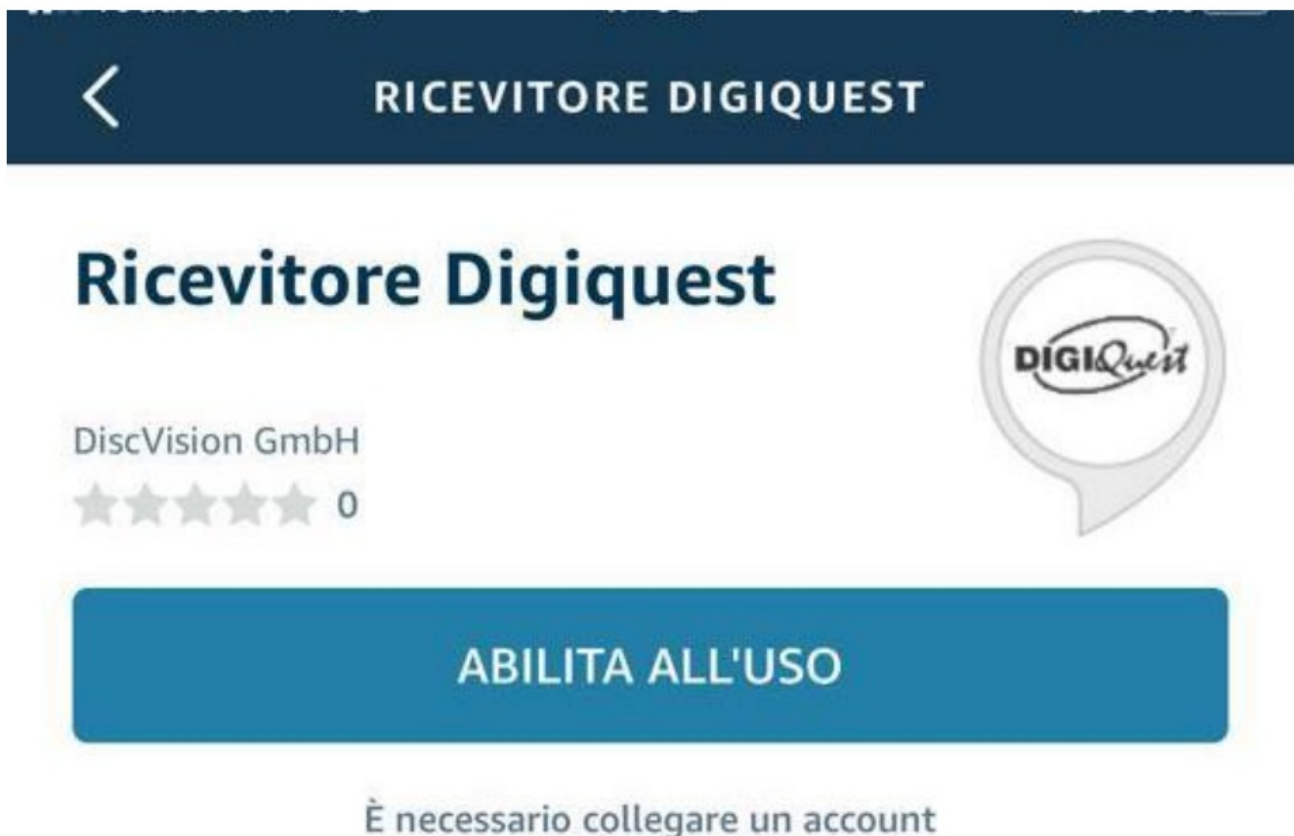 RICEVITORE DIGIQUEST
Ricevitore Digiquest
DIGIQuest
DiscVision GmbH
0
ABILITA ALL'USO
È necessario collegare un account